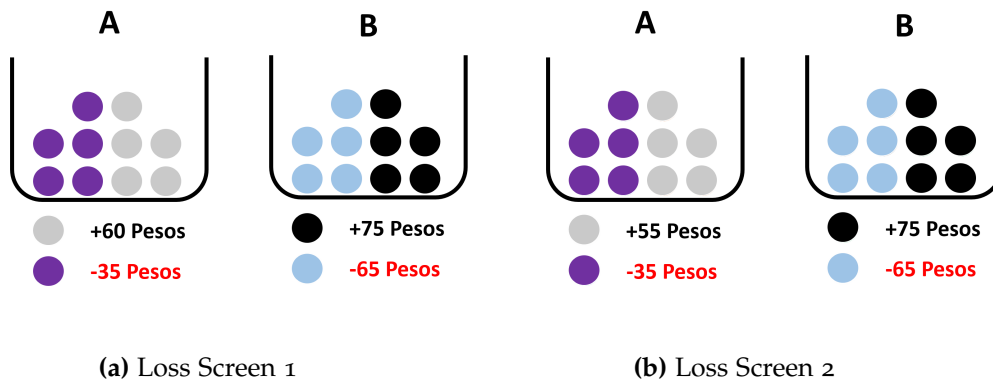 A
B
+60 Pesos
-35 Pesos
+75 Pesos
-65 Pesos
(a) Loss Screen 1
A
B
+55 Pesos
-35 Pesos
+75 Pesos
-65 Pesos
(b) Loss Screen 2